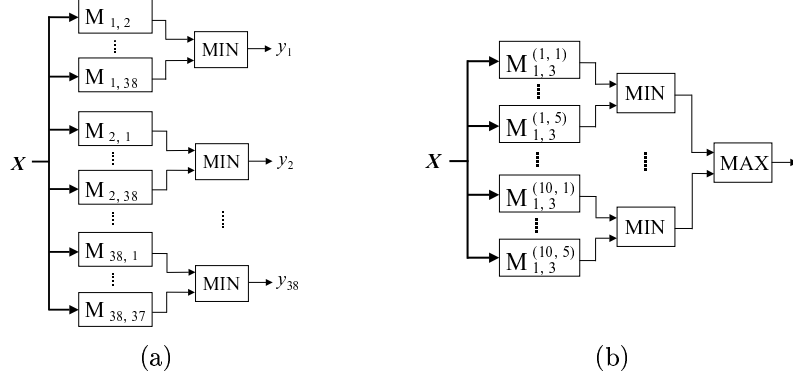 M 1, 2
MIN
y1
M 1, 38
X
M 2, 1
MIN
y2
M 2, 38
M 38, 1
MIN
y38
M 38, 37
(a)
X
M (1, 1) 1, 3
MIN
M (1, 5) 1, 3
MAX
M (10, 1) 1, 3
MIN
M (10, 5) 1, 3
(b)